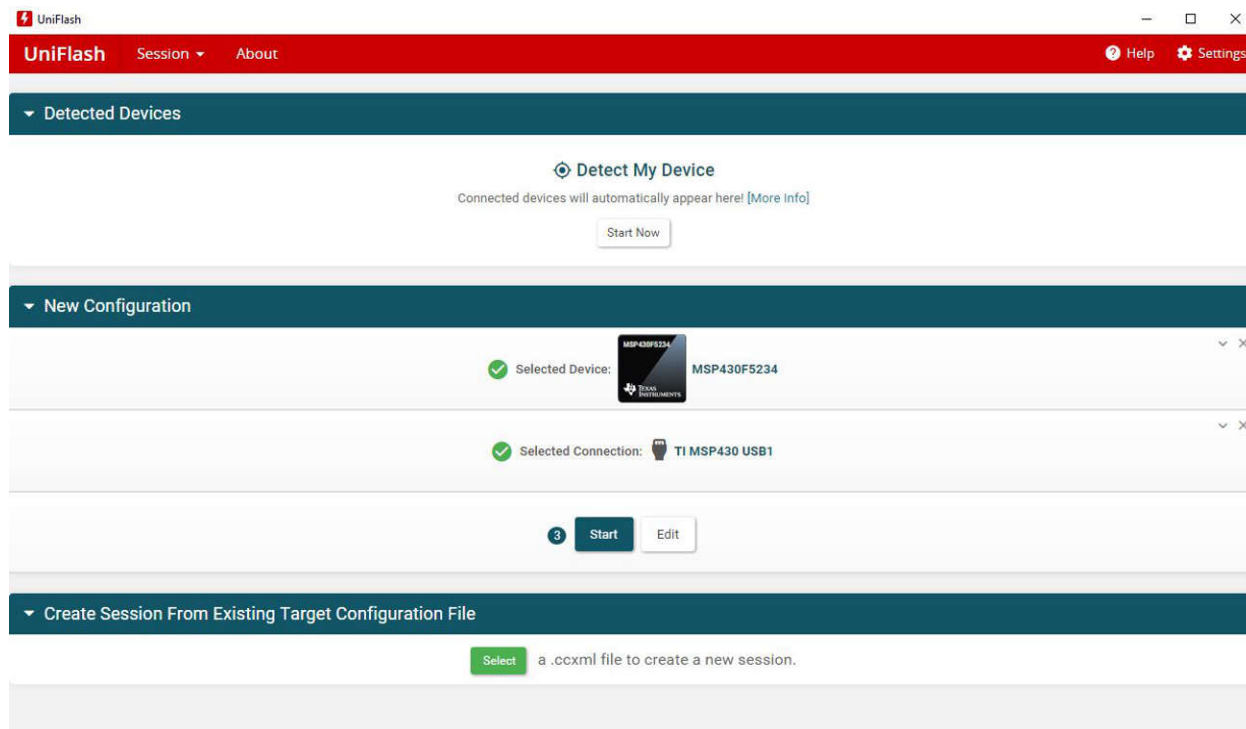 UniFlash
UniFlash Session About Help Settings
Detected Devices
Detect My Device
Connected devices will automatically appear here! [More Info]
Start Now
New Configuration
MSP430F5234
Selected Device: MSP430F5234
TEXAS
INSTRUMENTS
Selected Connection: TI MSP430 USB1
3 Start Edit
Create Session From Existing Target Configuration File
Select a .ccxml file to create a new session.